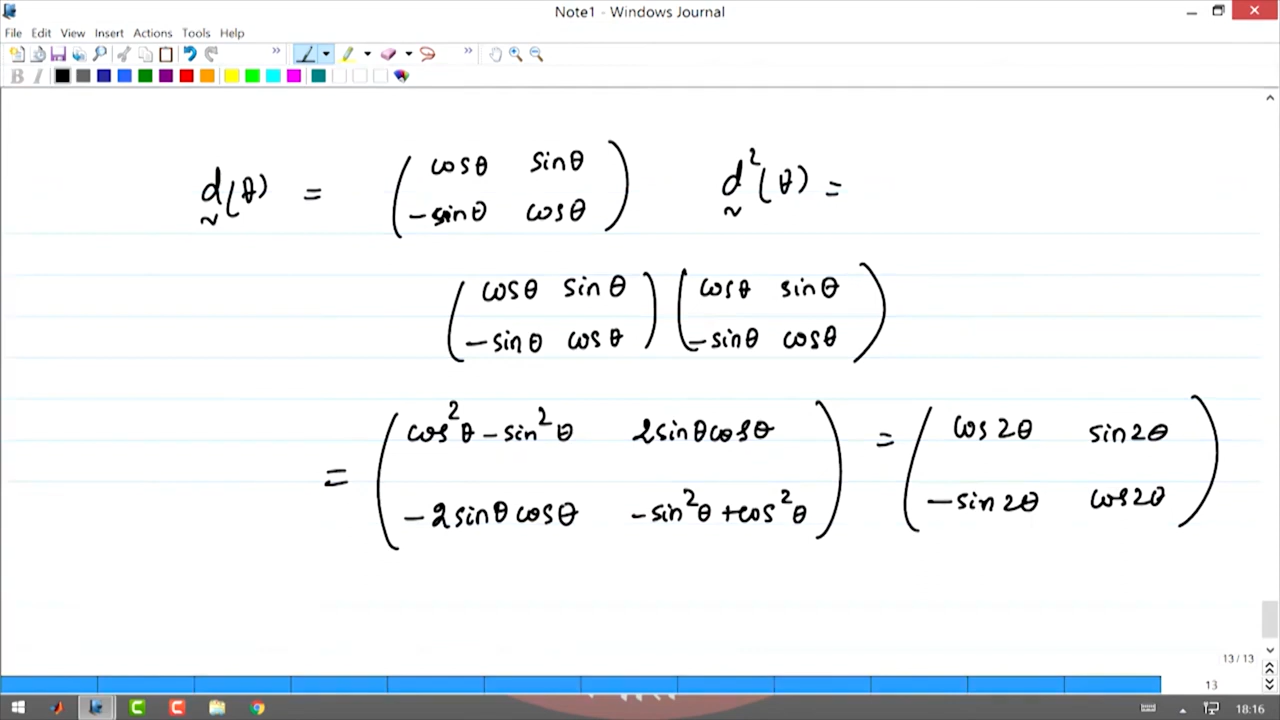 Note1 - Windows Journal
File Edit View Insert Actions Tools Help
B I
d(θ) = ( cosθ sinθ d²(θ) =
~ -sinθ cosθ ) ~
( cosθ sinθ ) ( cosθ sinθ )
-sinθ cosθ -sinθ cosθ
= ( cos²θ - sin²θ 2sinθcosθ ) = ( cos2θ sin2θ )
-2sinθcosθ -sin²θ + cos²θ -sin2θ cos2θ
13 / 13
13
18:16